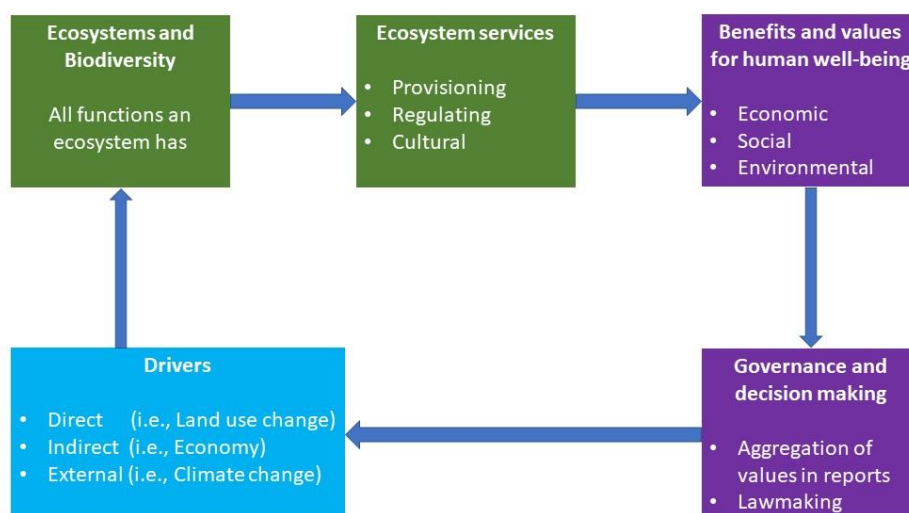 Ecosystems and
Biodiversity
All functions an
ecosystem has
Ecosystem services
• Provisioning
• Regulating
• Cultural
Benefits and values
for human well-being
• Economic
• Social
• Environmental
Drivers
• Direct (i.e., Land use change)
• Indirect (i.e., Economy)
• External (i.e., Climate change)
Governance and
decision making
• Aggregation of
values in reports
• Lawmaking